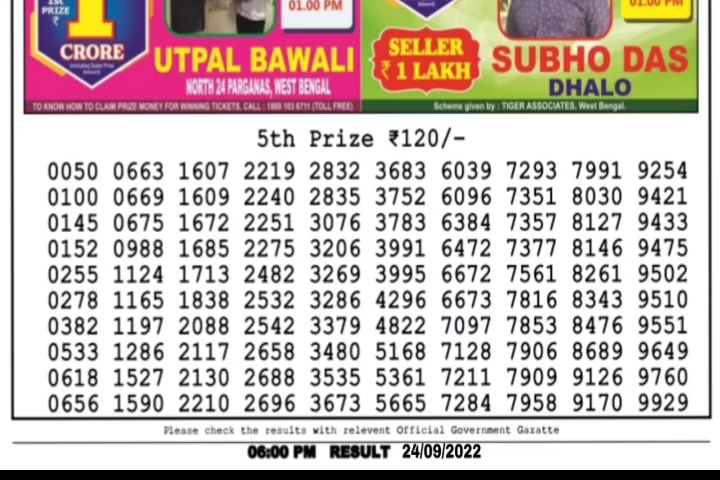 1st
PRIZE
₹
1
CRORE
(Including Super Prize
Amount)
01.00 PM
UTPAL BAWALI
NORTH 24 PARGANAS, WEST BENGAL
TO KNOW HOW TO CLAIM PRIZE MONEY FOR WINNING TICKETS. CALL : 1800 103 6711 (TOLL FREE)
Amount)
01.00 PM
SELLER
₹ 1 LAKH
SUBHO DAS
DHALO
Scheme given by : TIGER ASSOCIATES, West Bengal.
5th Prize ₹120/-
0050 0663 1607 2219 2832 3683 6039 7293 7991 9254
0100 0669 1609 2240 2835 3752 6096 7351 8030 9421
0145 0675 1672 2251 3076 3783 6384 7357 8127 9433
0152 0988 1685 2275 3206 3991 6472 7377 8146 9475
0255 1124 1713 2482 3269 3995 6672 7561 8261 9502
0278 1165 1838 2532 3286 4296 6673 7816 8343 9510
0382 1197 2088 2542 3379 4822 7097 7853 8476 9551
0533 1286 2117 2658 3480 5168 7128 7906 8689 9649
0618 1527 2130 2688 3535 5361 7211 7909 9126 9760
0656 1590 2210 2696 3673 5665 7284 7958 9170 9929
Please check the results with relevent Official Government Gazatte
06:00 PM RESULT 24/09/2022